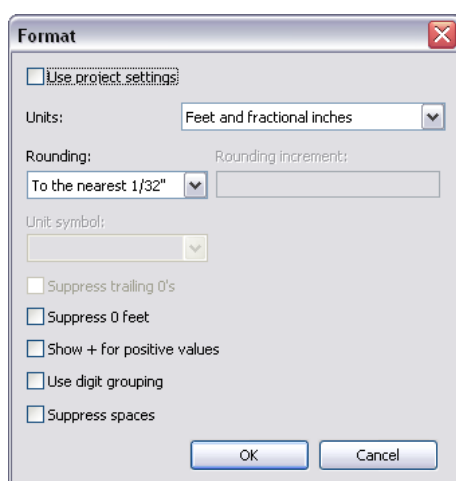 Format
Use project settings
Units: Feet and fractional inches
Rounding: Rounding increment:
To the nearest 1/32"
Unit symbol:
Suppress trailing 0's
Suppress 0 feet
Show + for positive values
Use digit grouping
Suppress spaces
OK Cancel